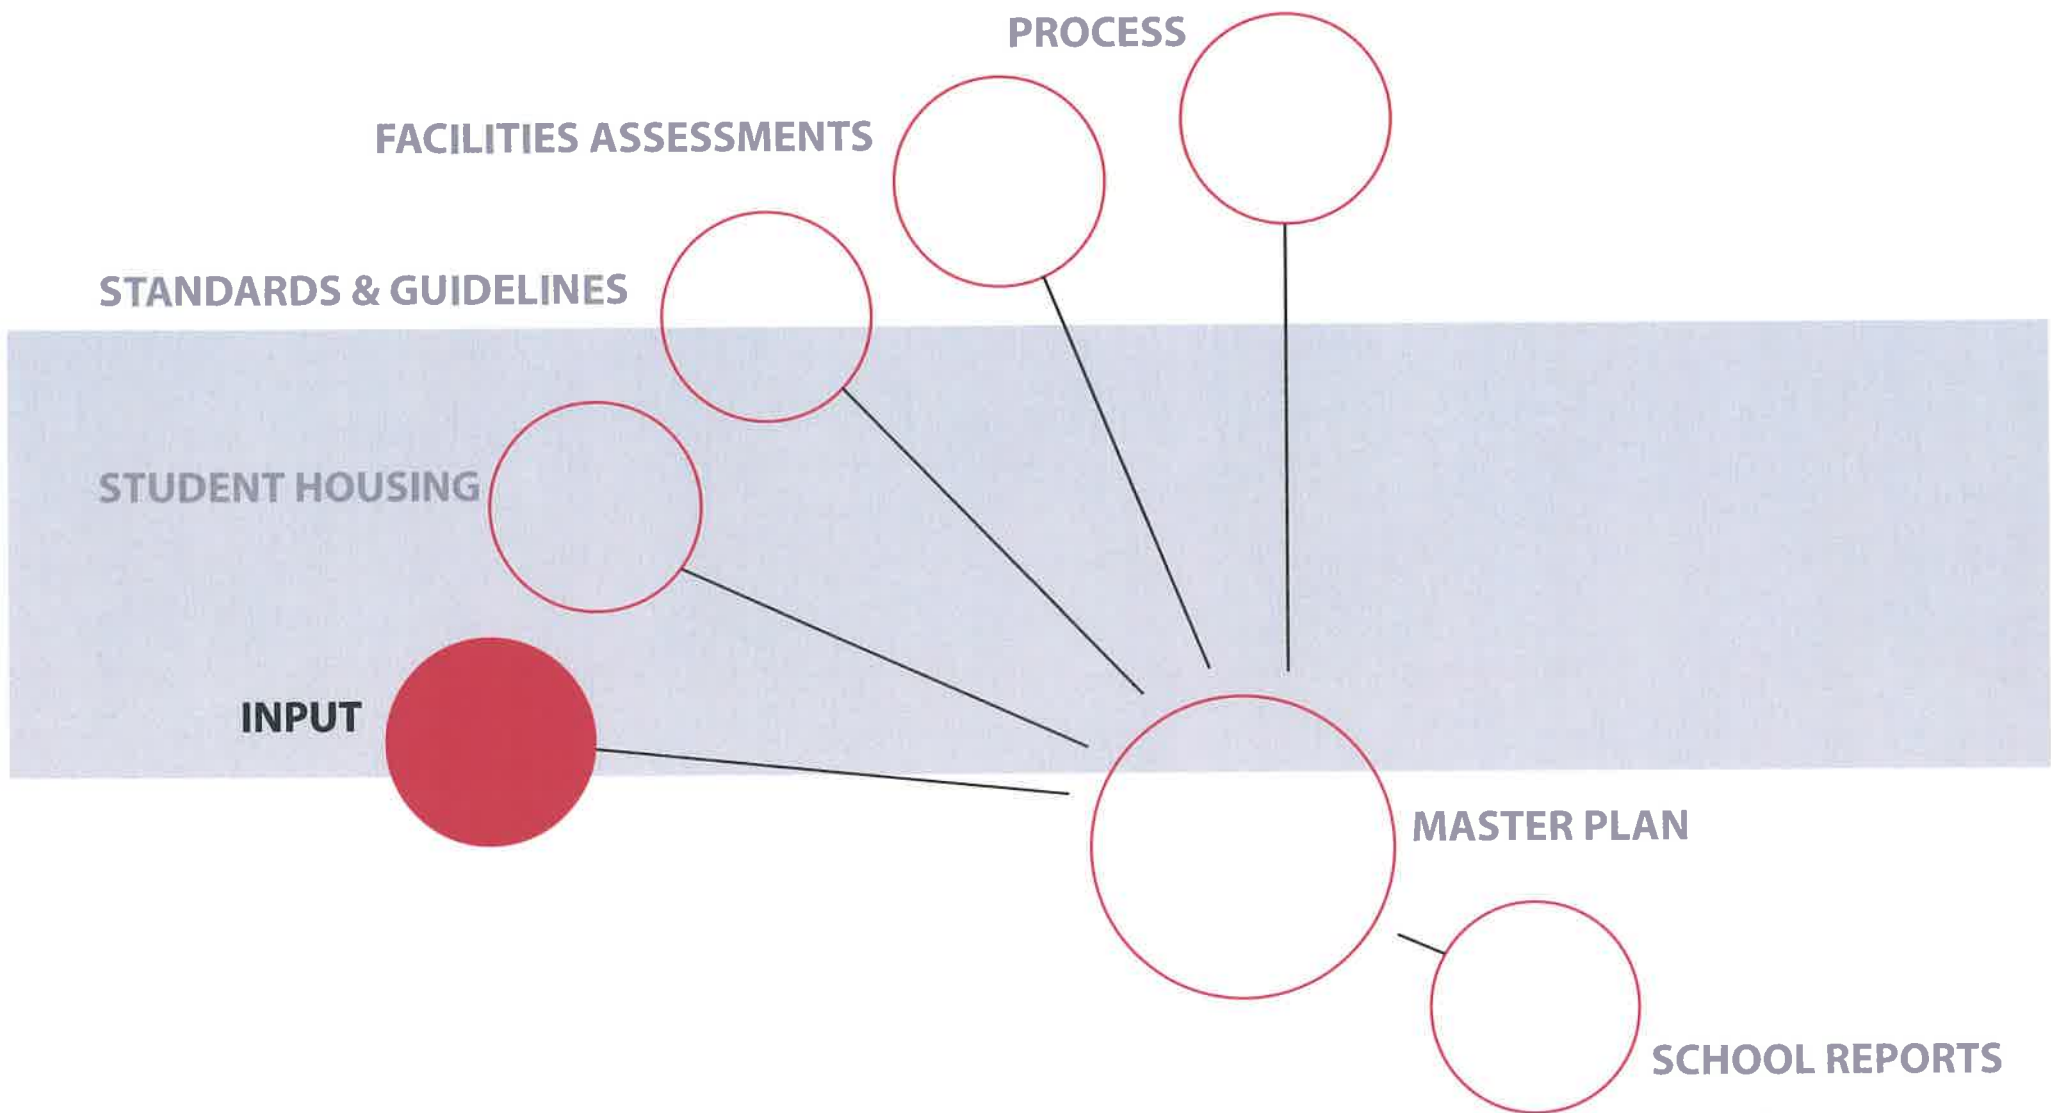 PROCESS
FACILITIES ASSESSMENTS
STANDARDS & GUIDELINES
STUDENT HOUSING
INPUT
MASTER PLAN
SCHOOL REPORTS